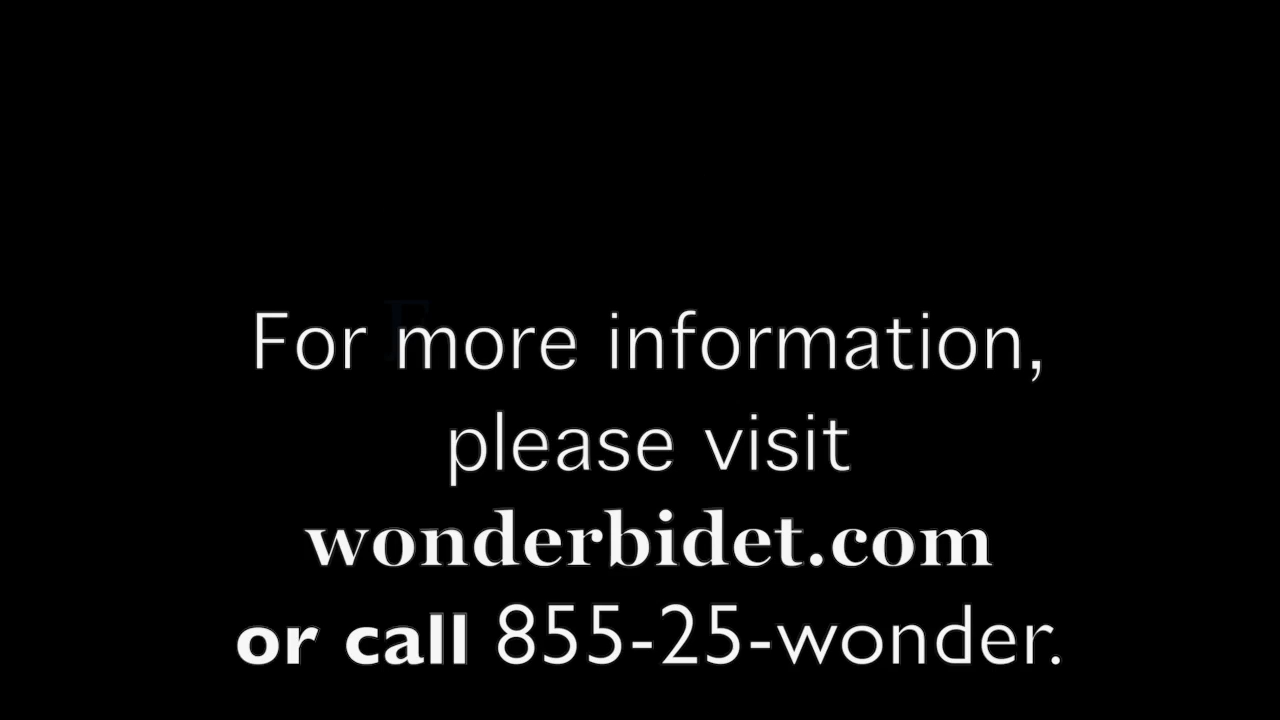 For more information,
please visit
wonderbidet.com
or call 855-25-wonder.